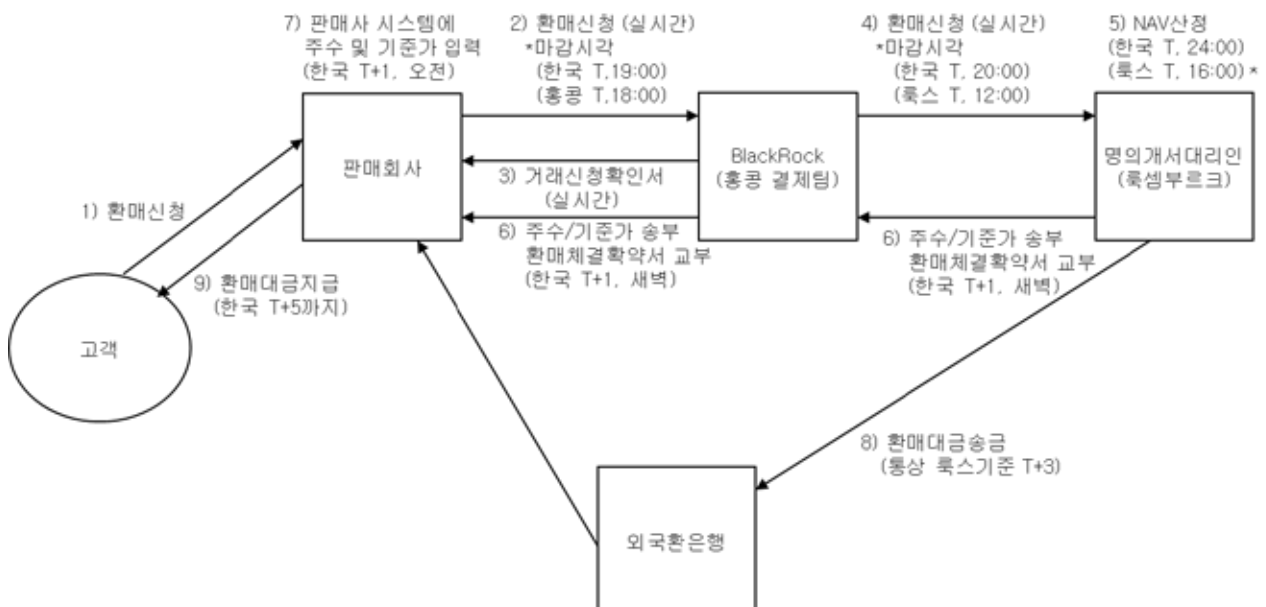 7) 판매사 시스템에
주수 및 기준가 입력
(한국 T+1, 오전)
2) 환매신청 (실시간)
*마감시각
(한국 T,19:00)
(홍콩 T,18:00)
4) 환매신청 (실시간)
*마감시각
(한국 T, 20:00)
(룩스 T, 12:00)
5) NAV산정
(한국 T, 24:00)
(룩스 T, 16:00)*
판매회사
BlackRock
(홍콩 결제팀)
명의개서대리인
(룩셈부르크)
3) 거래신청확인서
(실시간)
1) 환매신청
6) 주수/기준가 송부
환매체결확약서 교부
(한국 T+1, 새벽)
6) 주수/기준가 송부
환매체결확약서 교부
(한국 T+1, 새벽)
9) 환매대금지급
(한국 T+5까지)
고객
8) 환매대금송금
(통상 룩스기준 T+3)
외국환은행